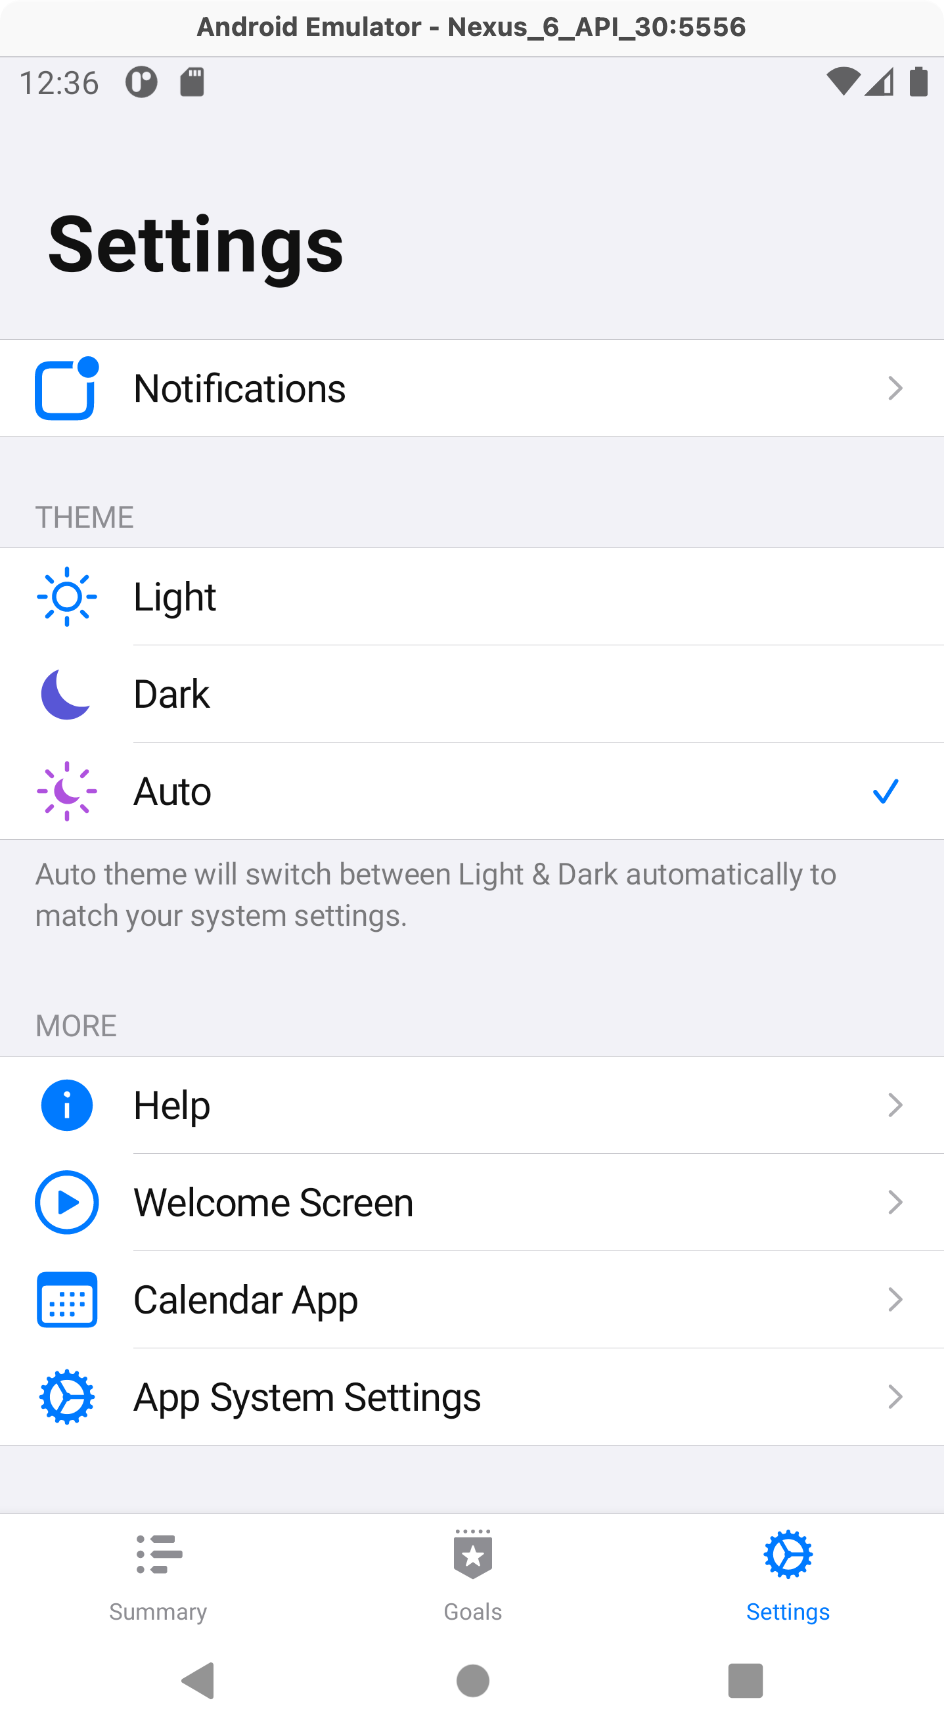 Android Emulator - Nexus_6_API_30:5556
12:36
Settings
Notifications
THEME
Light
Dark
Auto
Auto theme will switch between Light & Dark automatically to
match your system settings.
MORE
Help
Welcome Screen
Calendar App
App System Settings
Summary
Goals
Settings